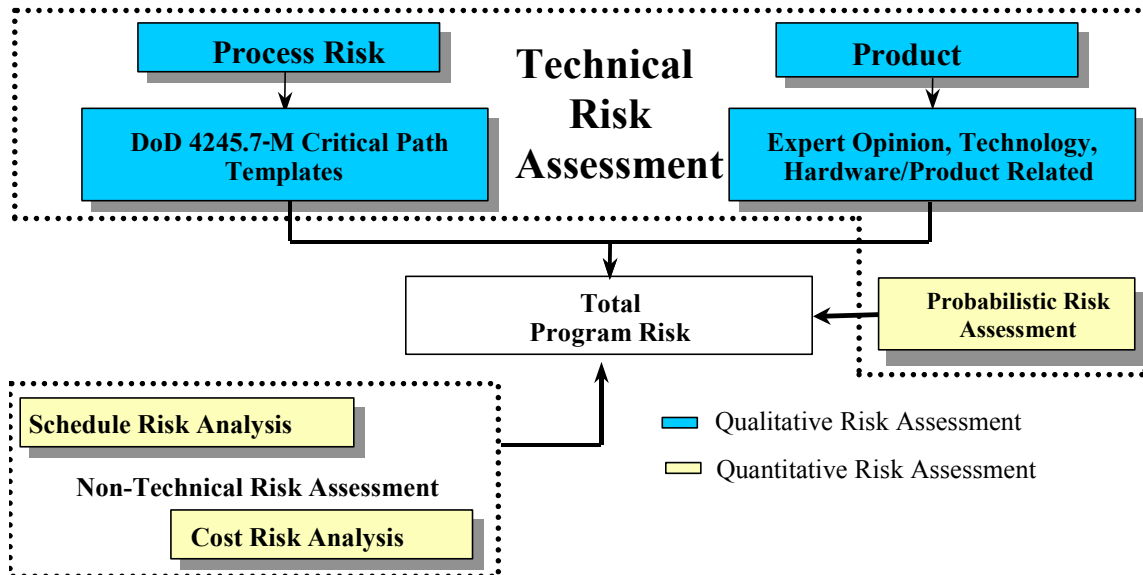 Process Risk
Technical
Risk
Assessment
Product
DoD 4245.7-M Critical Path
Templates
Expert Opinion, Technology,
Hardware/Product Related
Total
Program Risk
Probabilistic Risk
Assessment
Schedule Risk Analysis
Non-Technical Risk Assessment
Cost Risk Analysis
Qualitative Risk Assessment
Quantitative Risk Assessment